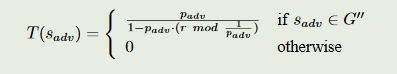 T(s_adv) = { p_adv / (1−p_adv·(r mod 1/p_adv)) if s_adv ∈ G″
0 otherwise